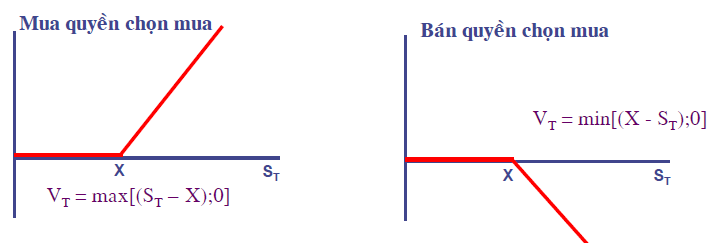 Mua quyền chọn mua
X
S_T
V_T = max[(S_T – X);0]
Bán quyền chọn mua
V_T = min[(X - S_T);0]
X
S_T